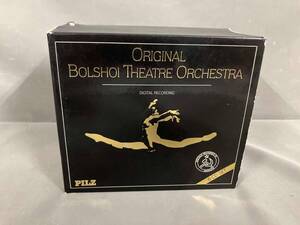 ORIGINAL
BOLSHOI THEATRE ORCHESTRA
DIGITAL RECORDING
PILZ